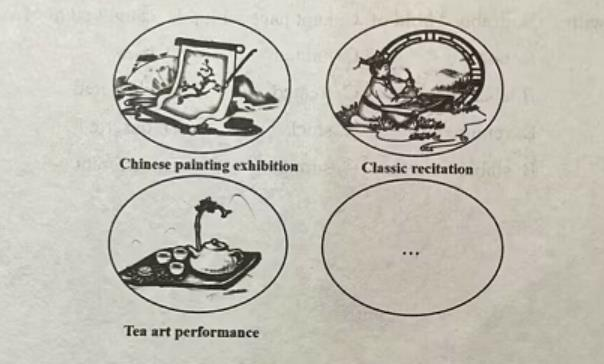 Chinese painting exhibition
Classic recitation
...
Tea art performance